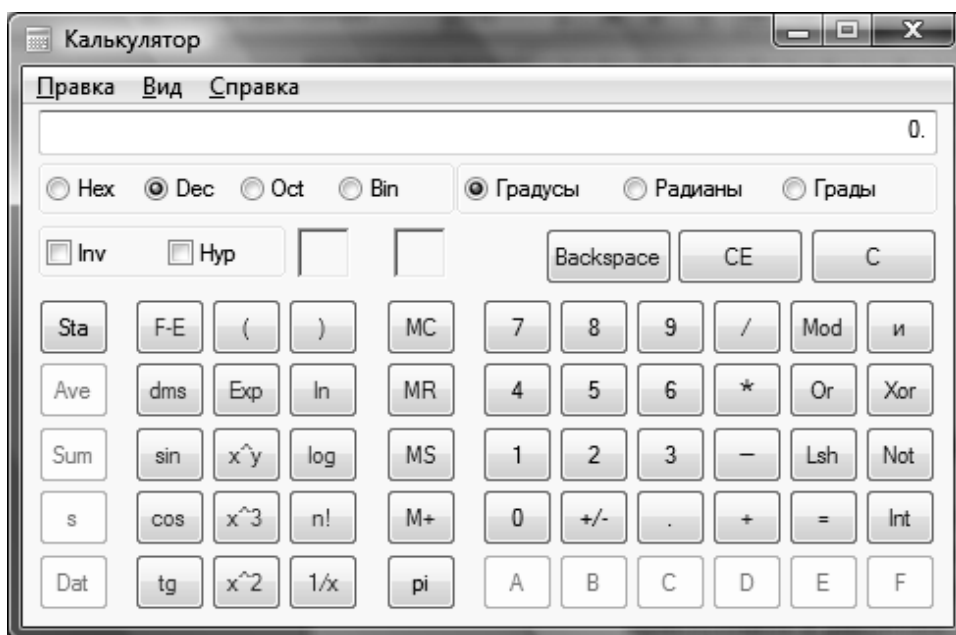 Калькулятор
Правка Вид Справка
0.
Hex Dec Oct Bin Градусы Радианы Грады
Inv Hyp Backspace CE C
Sta F-E ( ) MC 7 8 9 / Mod и
Ave dms Exp ln MR 4 5 6 * Or Xor
Sum sin x^y log MS 1 2 3 − Lsh Not
s cos x^3 n! M+ 0 +/- . + = Int
Dat tg x^2 1/x pi A B C D E F